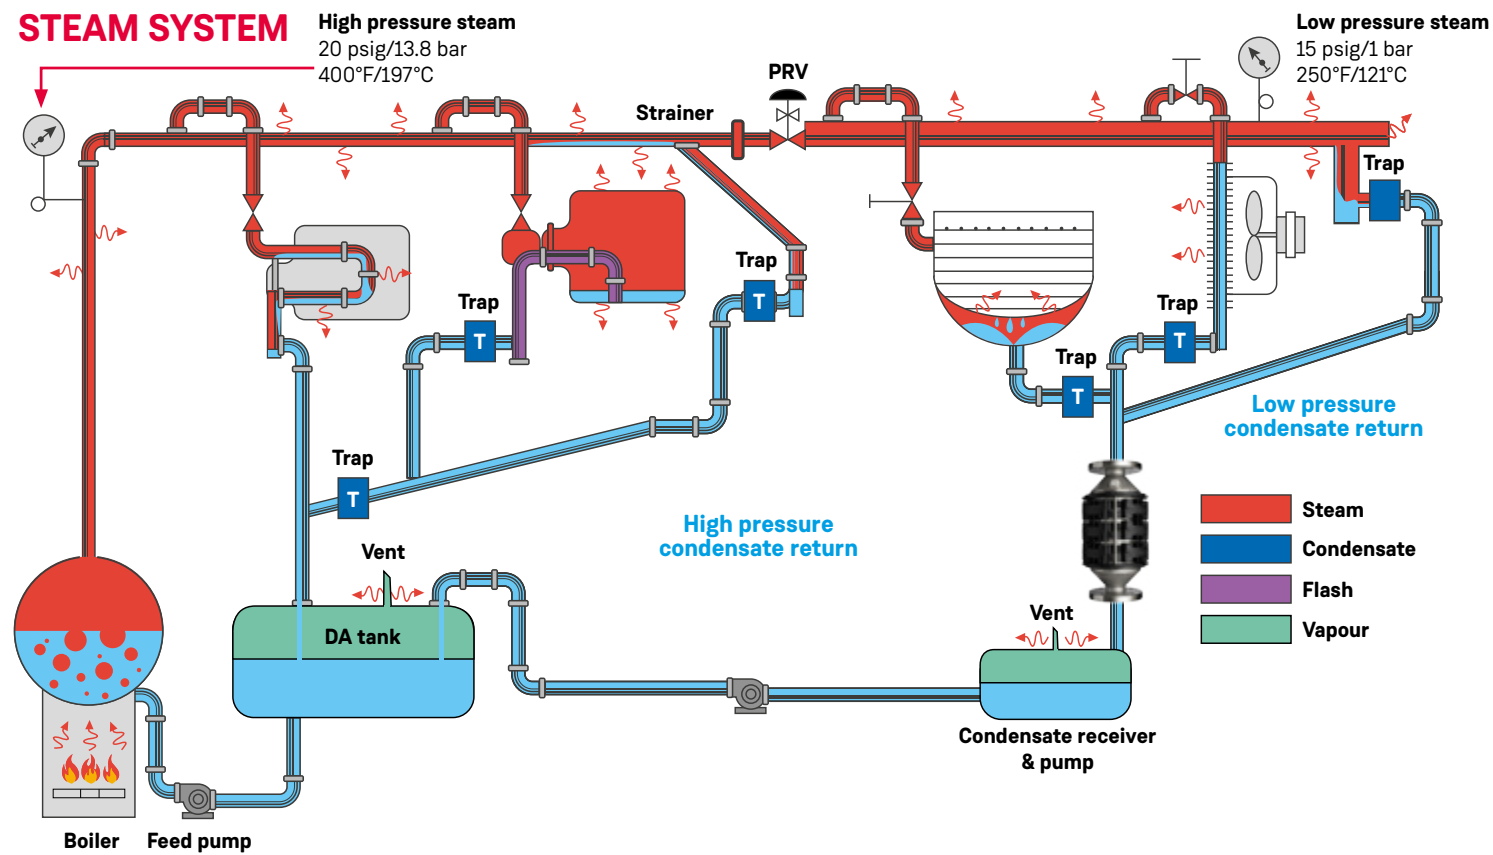 STEAM SYSTEM
High pressure steam
20 psig/13.8 bar
400°F/197°C
Low pressure steam
15 psig/1 bar
250°F/121°C
PRV
Strainer
Trap
Trap
T
Trap
T
Trap
T
Trap
T
Trap
T
Low pressure
condensate return
High pressure
condensate return
Steam
Condensate
Flash
Vapour
Vent
DA tank
Vent
Condensate receiver
& pump
Boiler
Feed pump